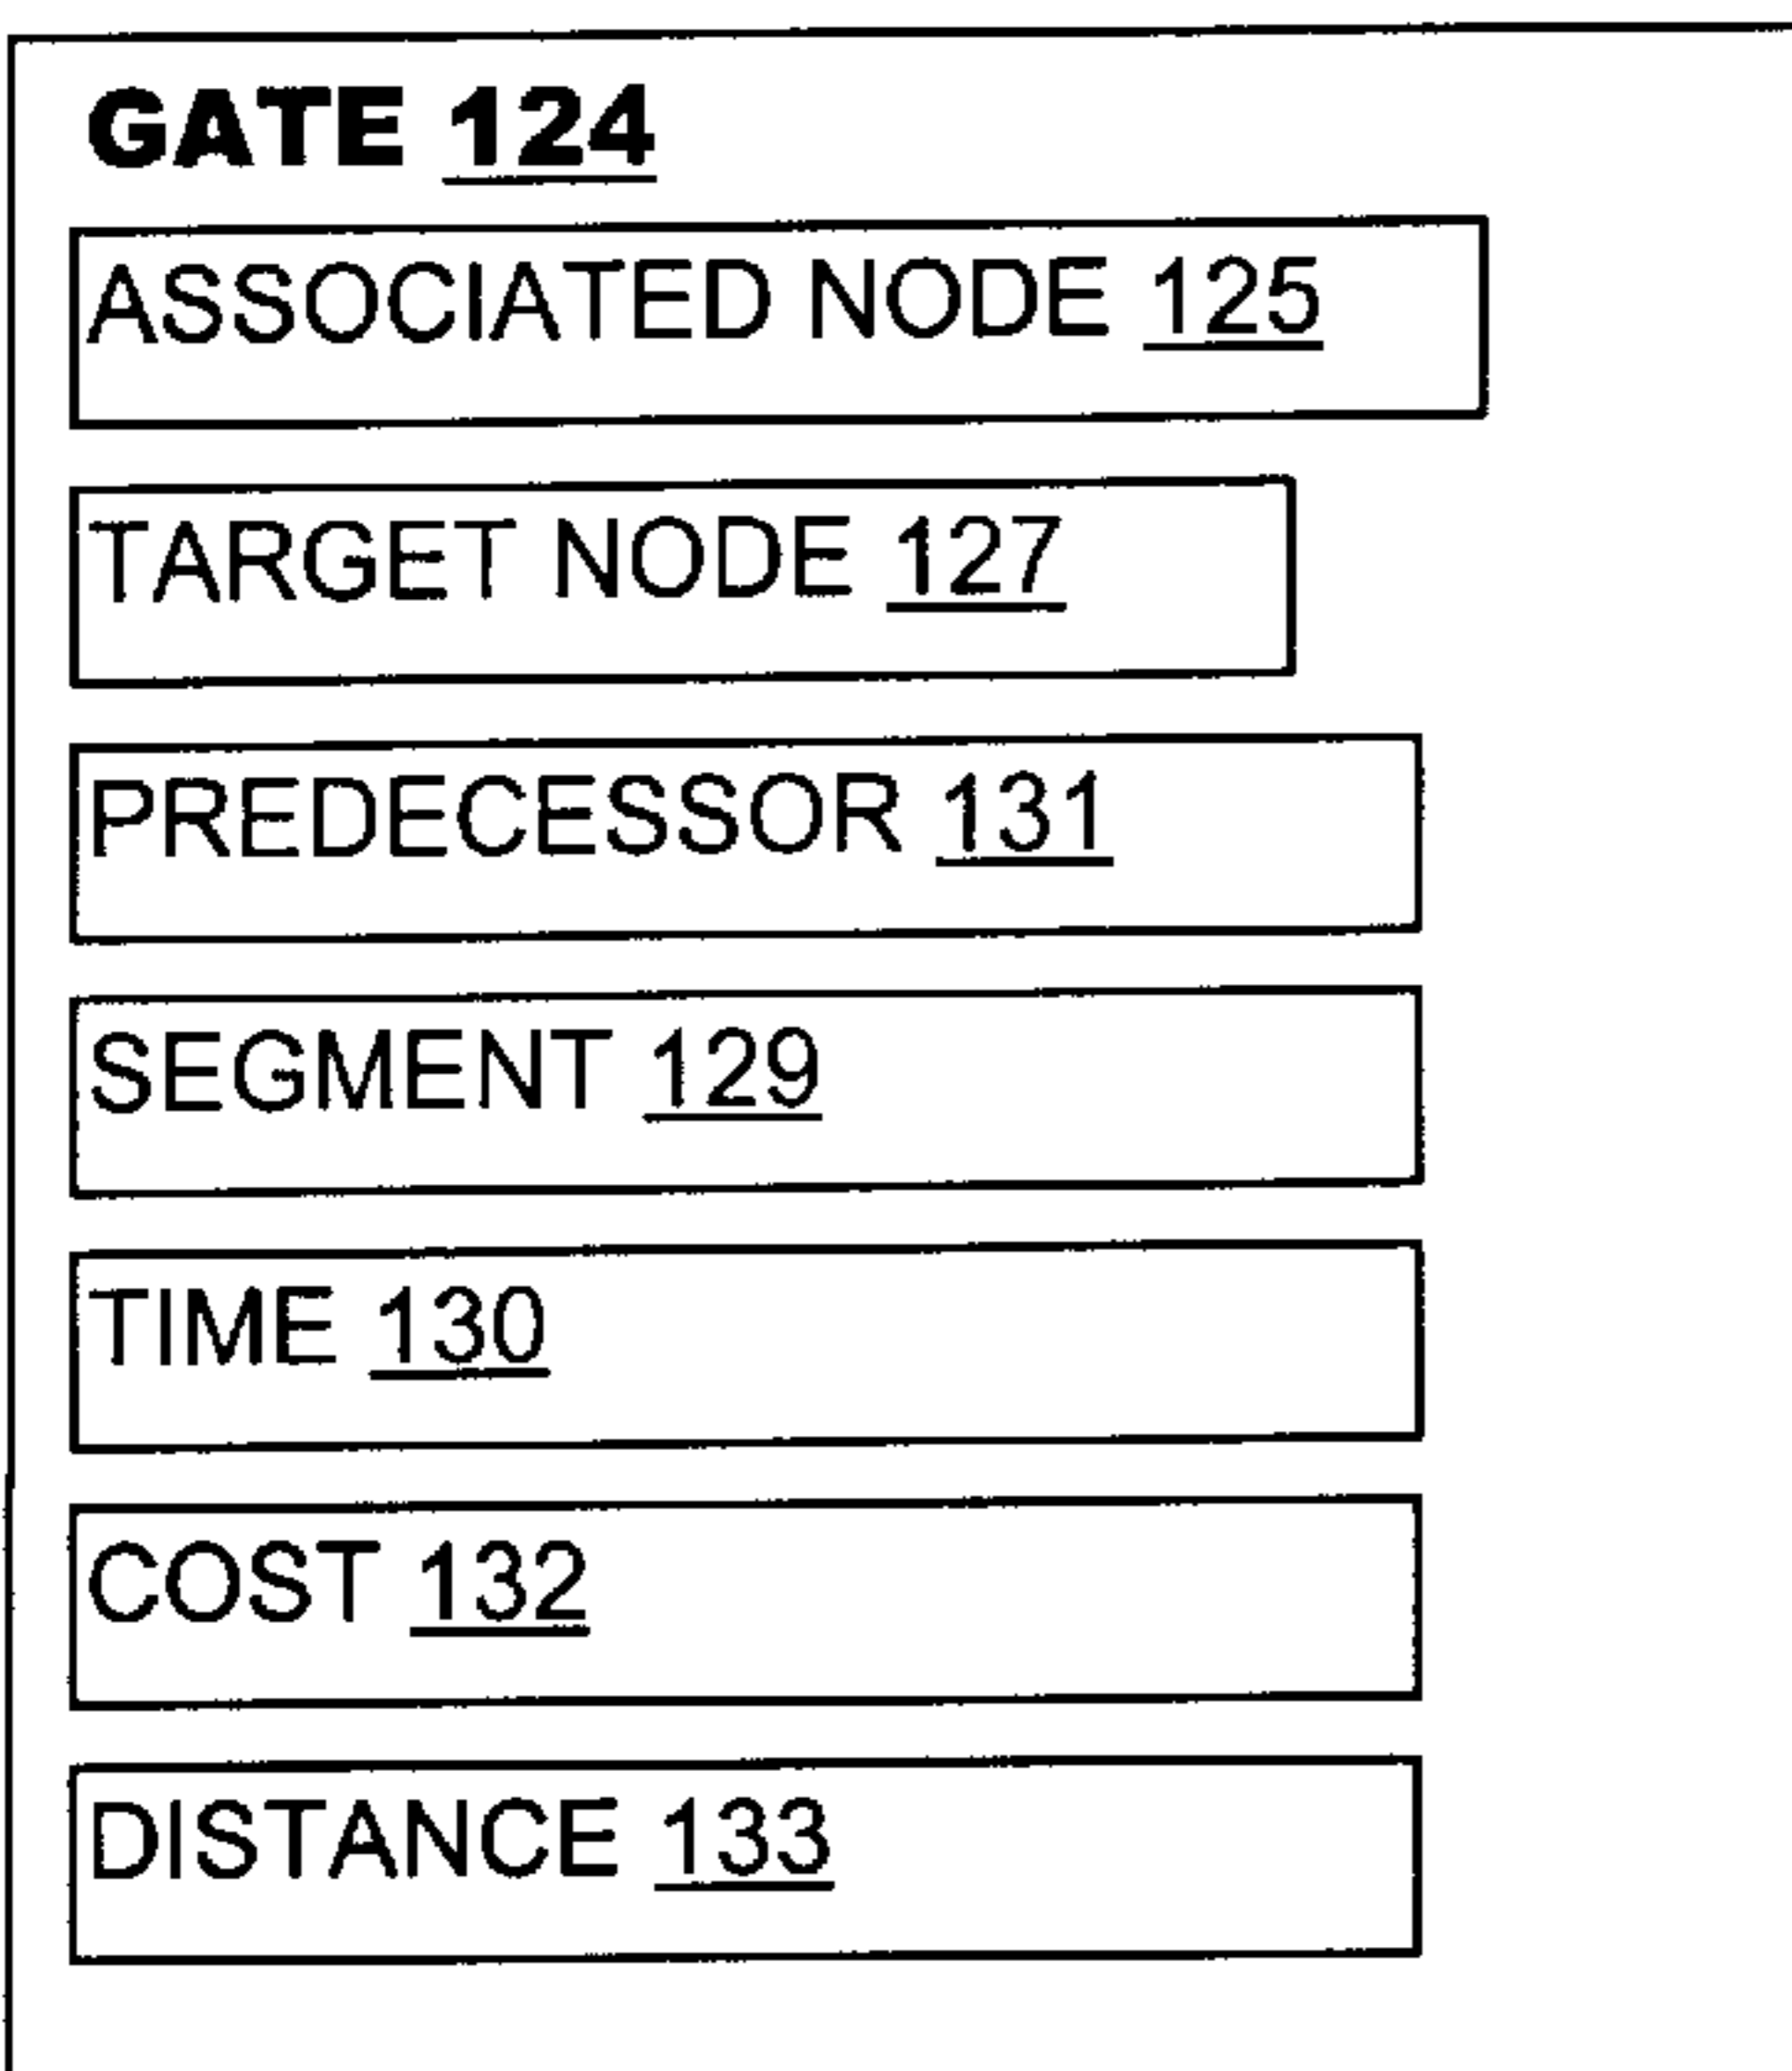 GATE 124
ASSOCIATED NODE 125
TARGET NODE 127
PREDECESSOR 131
SEGMENT 129
TIME 130
COST 132
DISTANCE 133